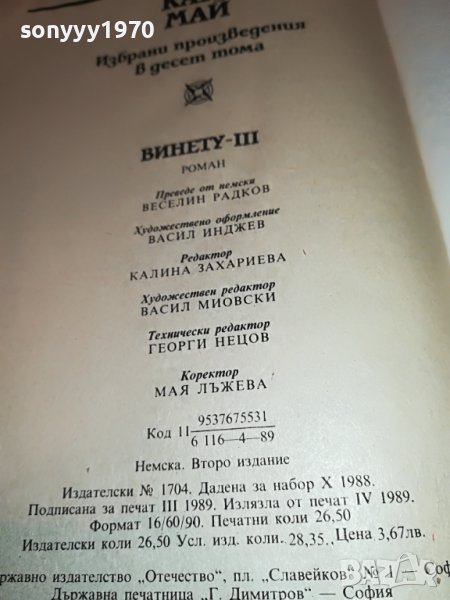 sonyyy1970
МАЙ
Избрани произведения
в десет тома
ВИНЕТУ-III
РОМАН
Преведе от немски
ВЕСЕЛИН РАДКОВ
Художествено оформление
ВАСИЛ ИНДЖЕВ
Редактор
КАЛИНА ЗАХАРИЕВА
Художествен редактор
ВАСИЛ МИОВСКИ
Технически редактор
ГЕОРГИ НЕЦОВ
Коректор
МАЯ ЛЪЖЕВА
Код 11 9537675531
6 116—4—89
Немска. Второ издание
Издателски № 1704. Дадена за набор X 1988.
Подписана за печат III 1989. Излязла от печат IV 1989.
Формат 16/60/90. Печатни коли 26,50
Издателски коли 26,50 Усл. изд. коли. 28,35., Цена 3,67лв.
ържавно издателство „Отечество", пл. „Славейков" № 1 — Соф
Държавна печатница „Г. Димитров" — София